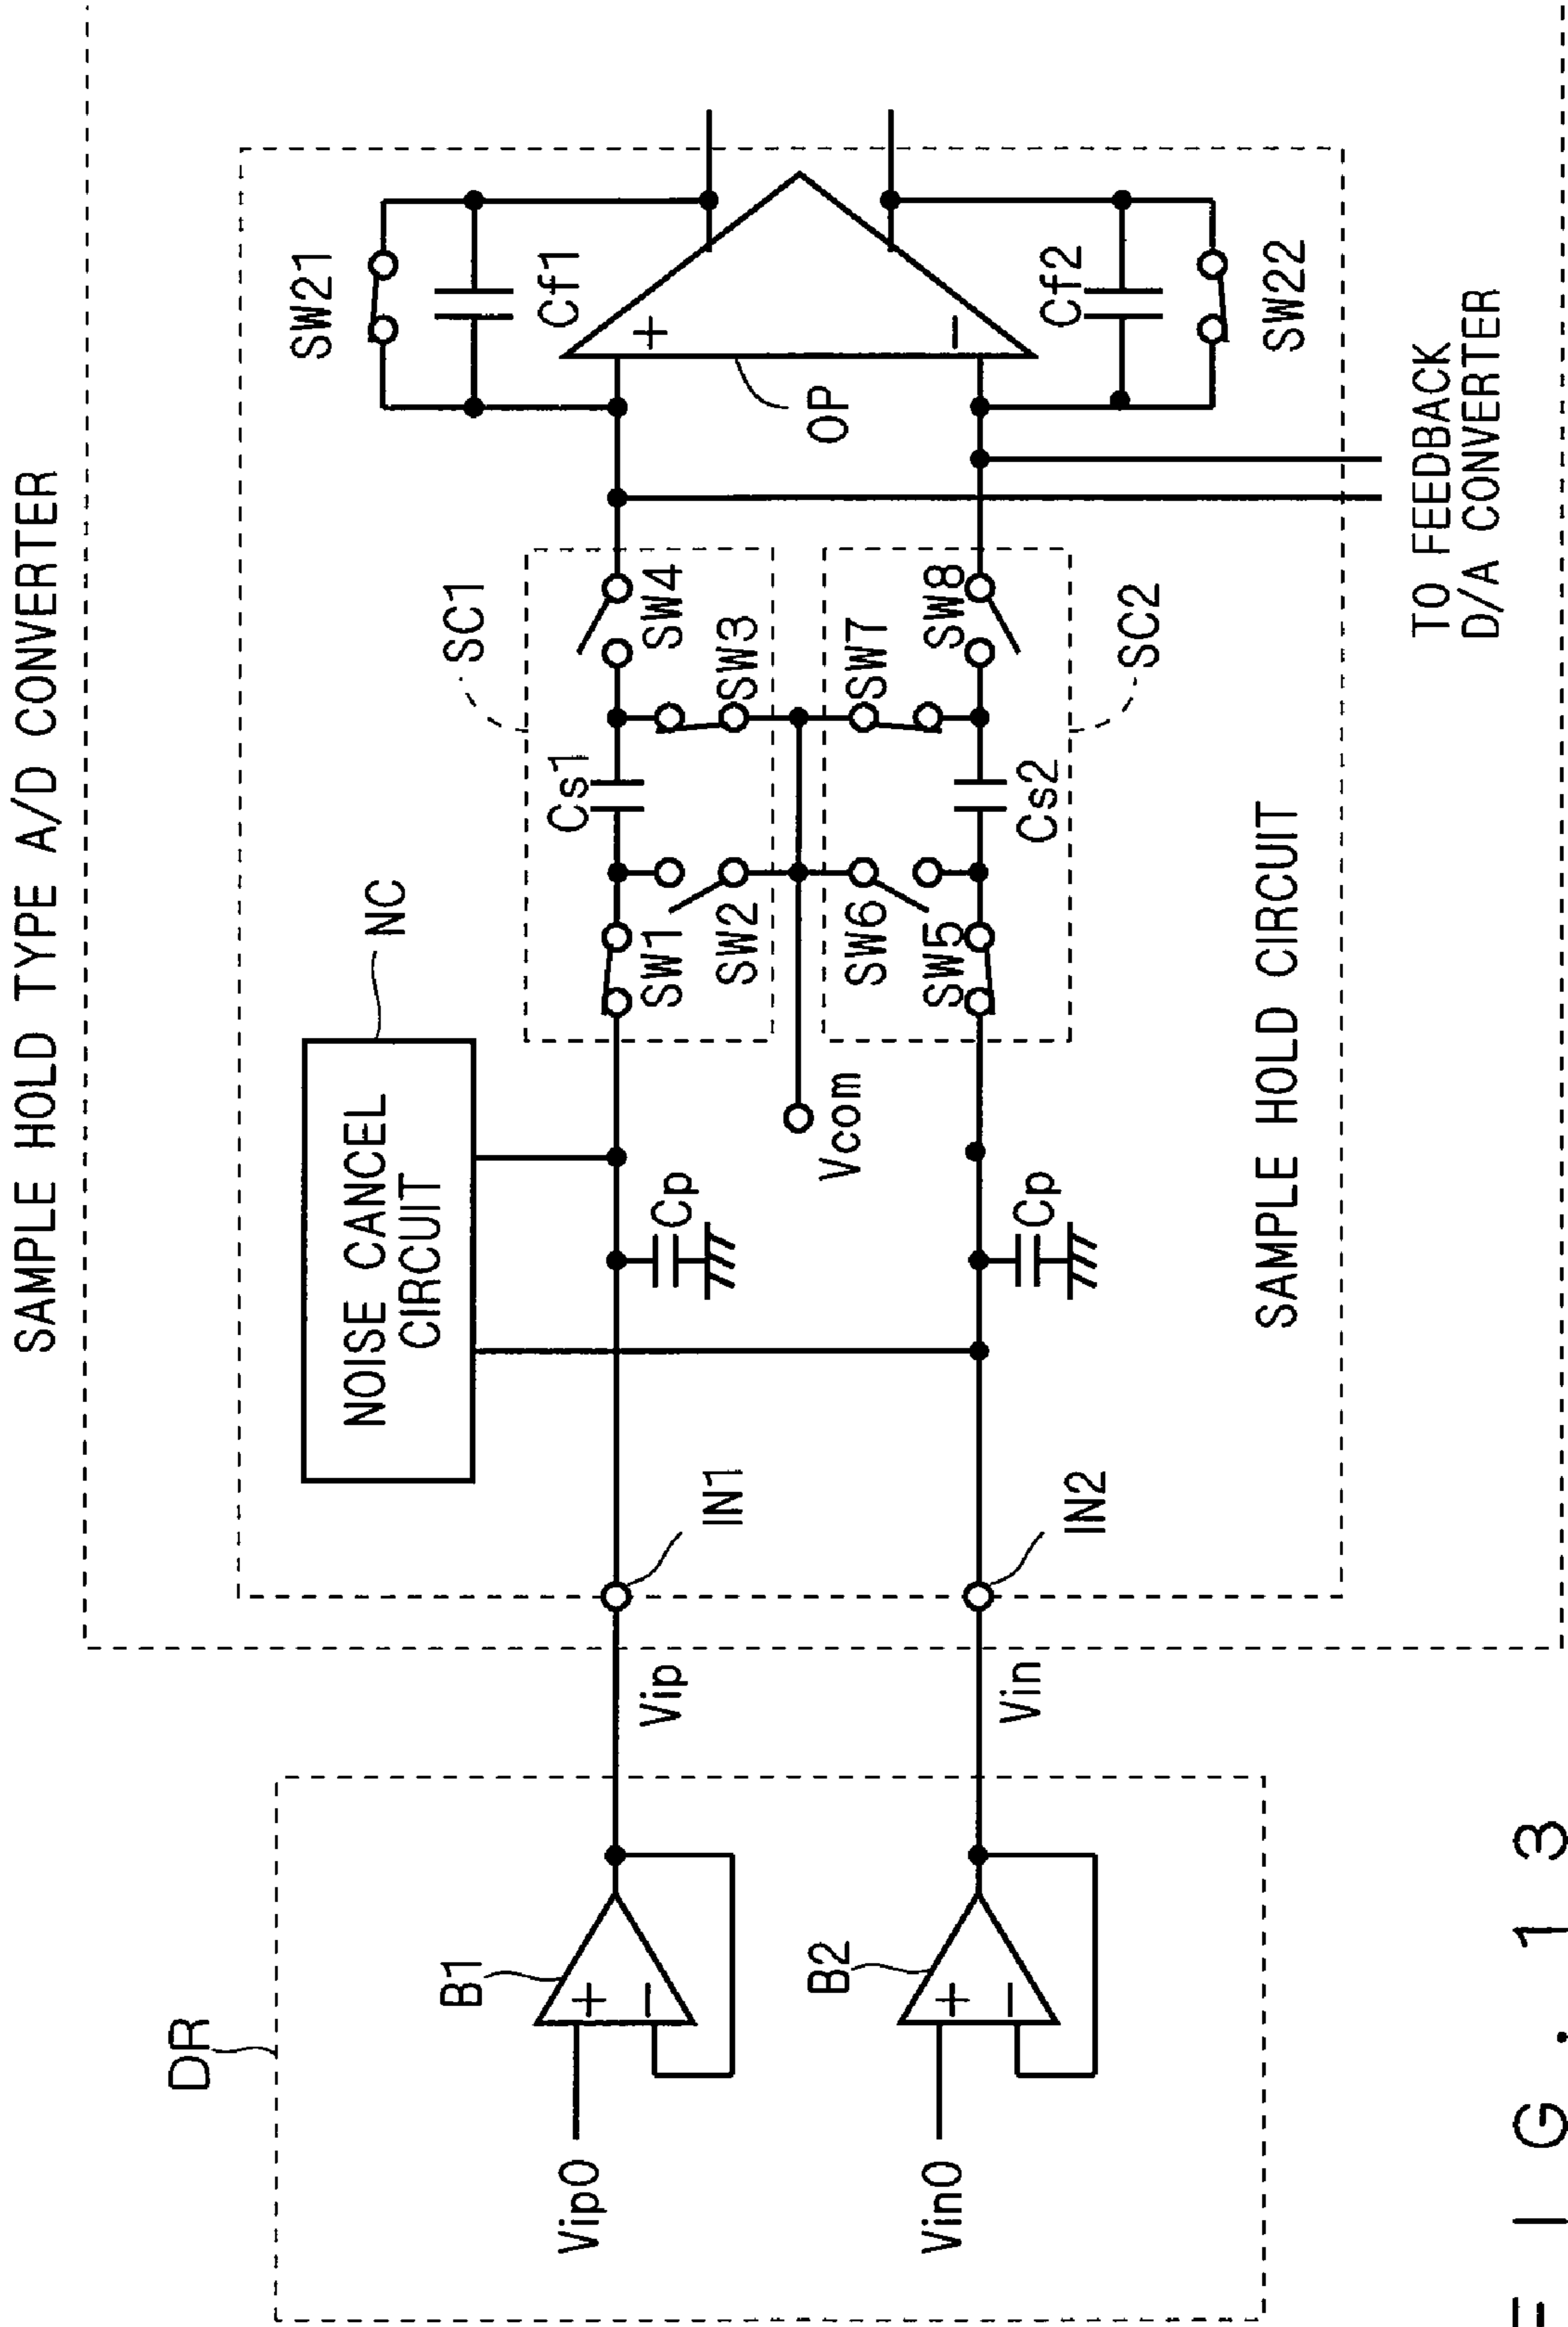 SAMPLE HOLD TYPE A/D CONVERTER
DR
B1
+
−
Vip0
Vip
B2
+
−
Vin0
Vin
IN1
IN2
NOISE CANCEL
CIRCUIT
NC
Cp
Cp
Vcom
SC1
SW1
SW2
Cs1
SW3
SW4
SC2
SW5
SW6
Cs2
SW7
SW8
SW21
Cf1
+
−
OP
Cf2
SW22
SAMPLE HOLD CIRCUIT
TO FEEDBACK
D/A CONVERTER
FIG. 13